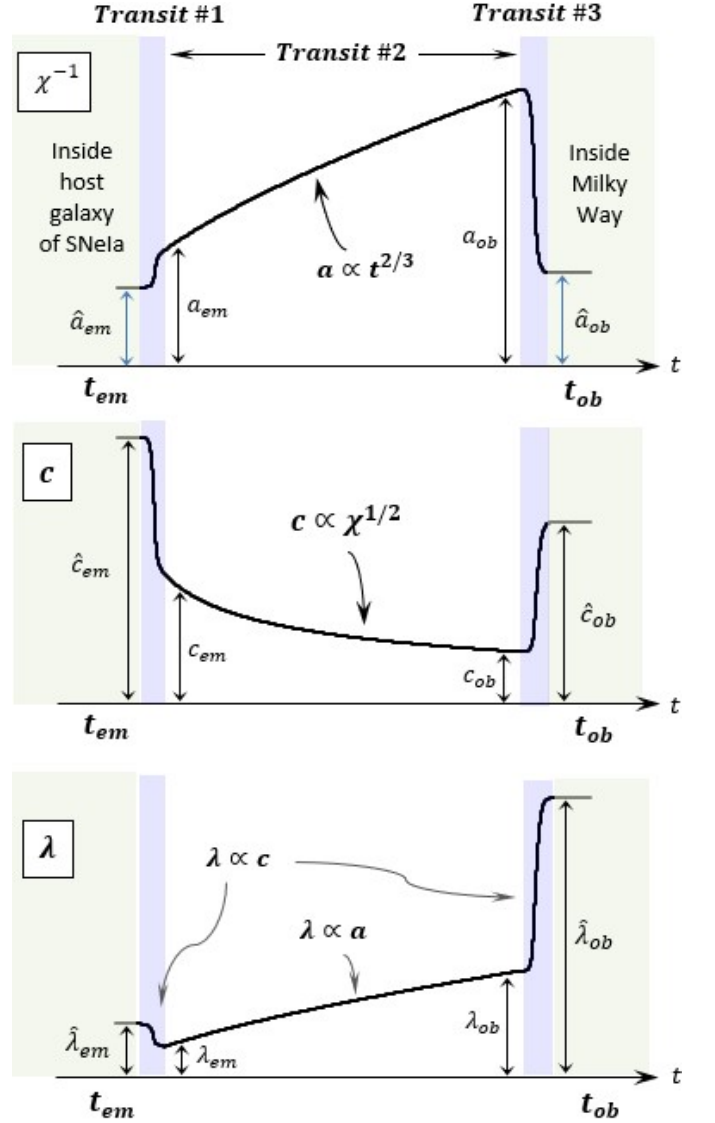 Transit #1
Transit #3
Transit #2
χ⁻¹
Inside
host
galaxy
of SNeIa
Inside
Milky
Way
a ∝ t^{2/3}
â_{em}
a_{em}
a_{ob}
â_{ob}
t
t_{em}
t_{ob}
c
c ∝ χ^{1/2}
ĉ_{em}
c_{em}
c_{ob}
ĉ_{ob}
t
t_{em}
t_{ob}
λ
λ ∝ c
λ ∝ a
λ̂_{em}
λ_{em}
λ_{ob}
λ̂_{ob}
t
t_{em}
t_{ob}